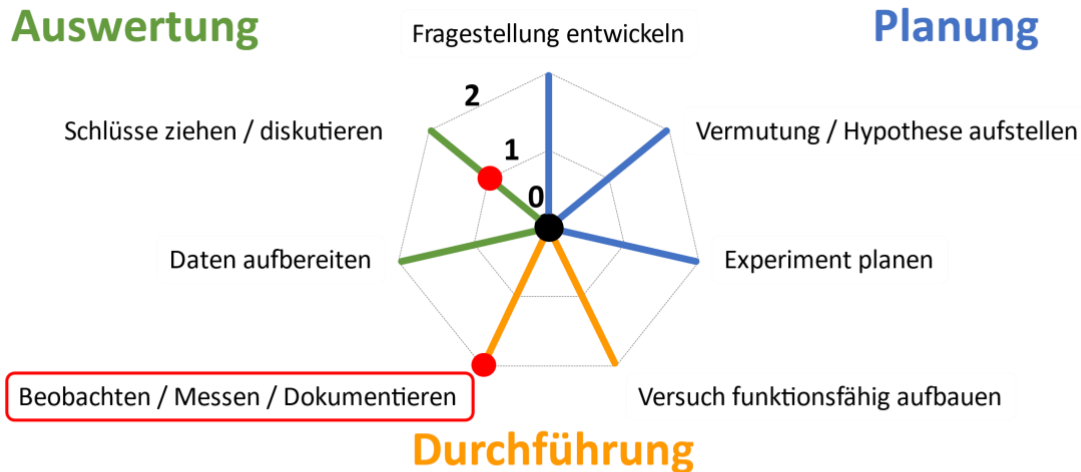 Auswertung
Fragestellung entwickeln
Planung
2
Schlüsse ziehen / diskutieren
Vermutung / Hypothese aufstellen
1
0
Daten aufbereiten
Experiment planen
Beobachten / Messen / Dokumentieren
Versuch funktionsfähig aufbauen
Durchführung